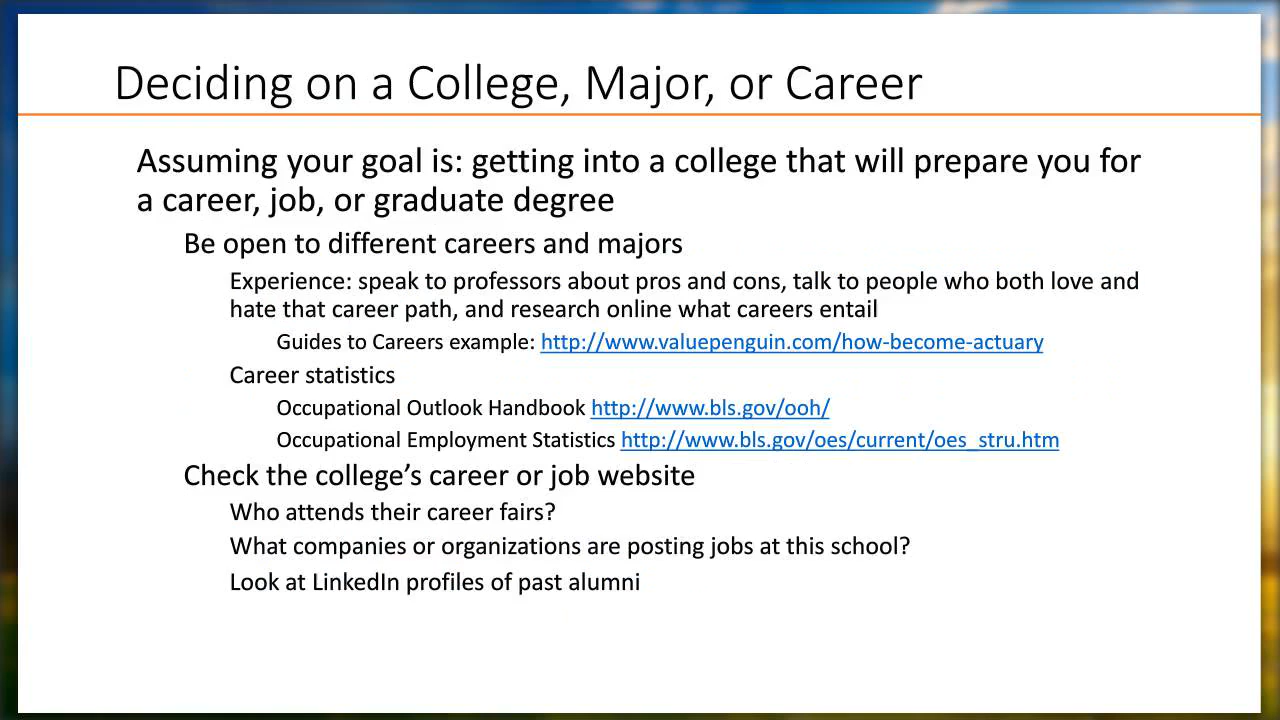 Deciding on a College, Major, or Career
Assuming your goal is: getting into a college that will prepare you for
a career, job, or graduate degree
Be open to different careers and majors
Experience: speak to professors about pros and cons, talk to people who both love and
hate that career path, and research online what careers entail
Guides to Careers example: http://www.valuepenguin.com/how-become-actuary
Career statistics
Occupational Outlook Handbook http://www.bls.gov/ooh/
Occupational Employment Statistics http://www.bls.gov/oes/current/oes_stru.htm
Check the college’s career or job website
Who attends their career fairs?
What companies or organizations are posting jobs at this school?
Look at LinkedIn profiles of past alumni